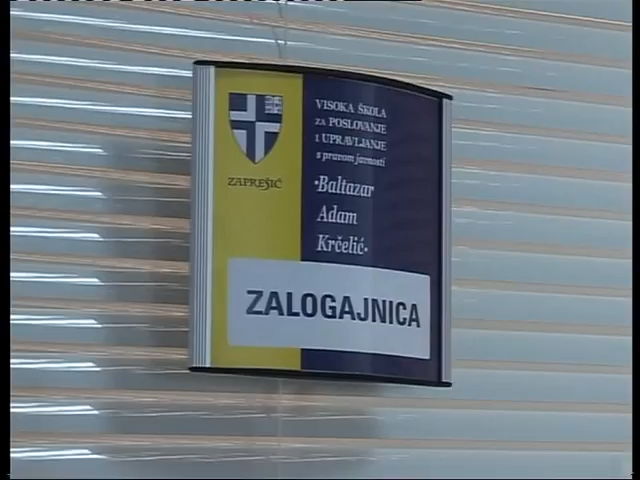 ZAPREŠIĆ
VISOKA ŠKOLA
za POSLOVANJE
i UPRAVLJANJE
s pravom javnosti
·Baltazar
Adam
Krčelić·
ZALOGAJNICA